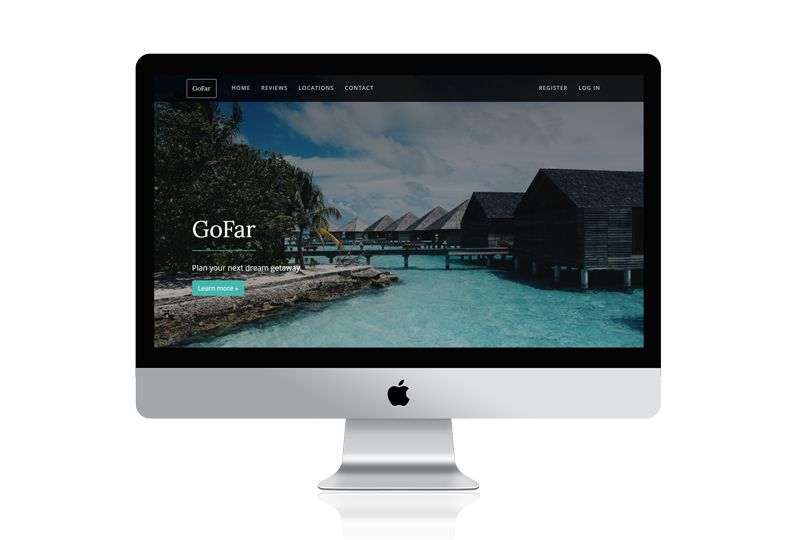 GoFar
HOME REVIEWS LOCATIONS CONTACT REGISTER LOG IN
GoFar
Plan your next dream getaway.
Learn more »